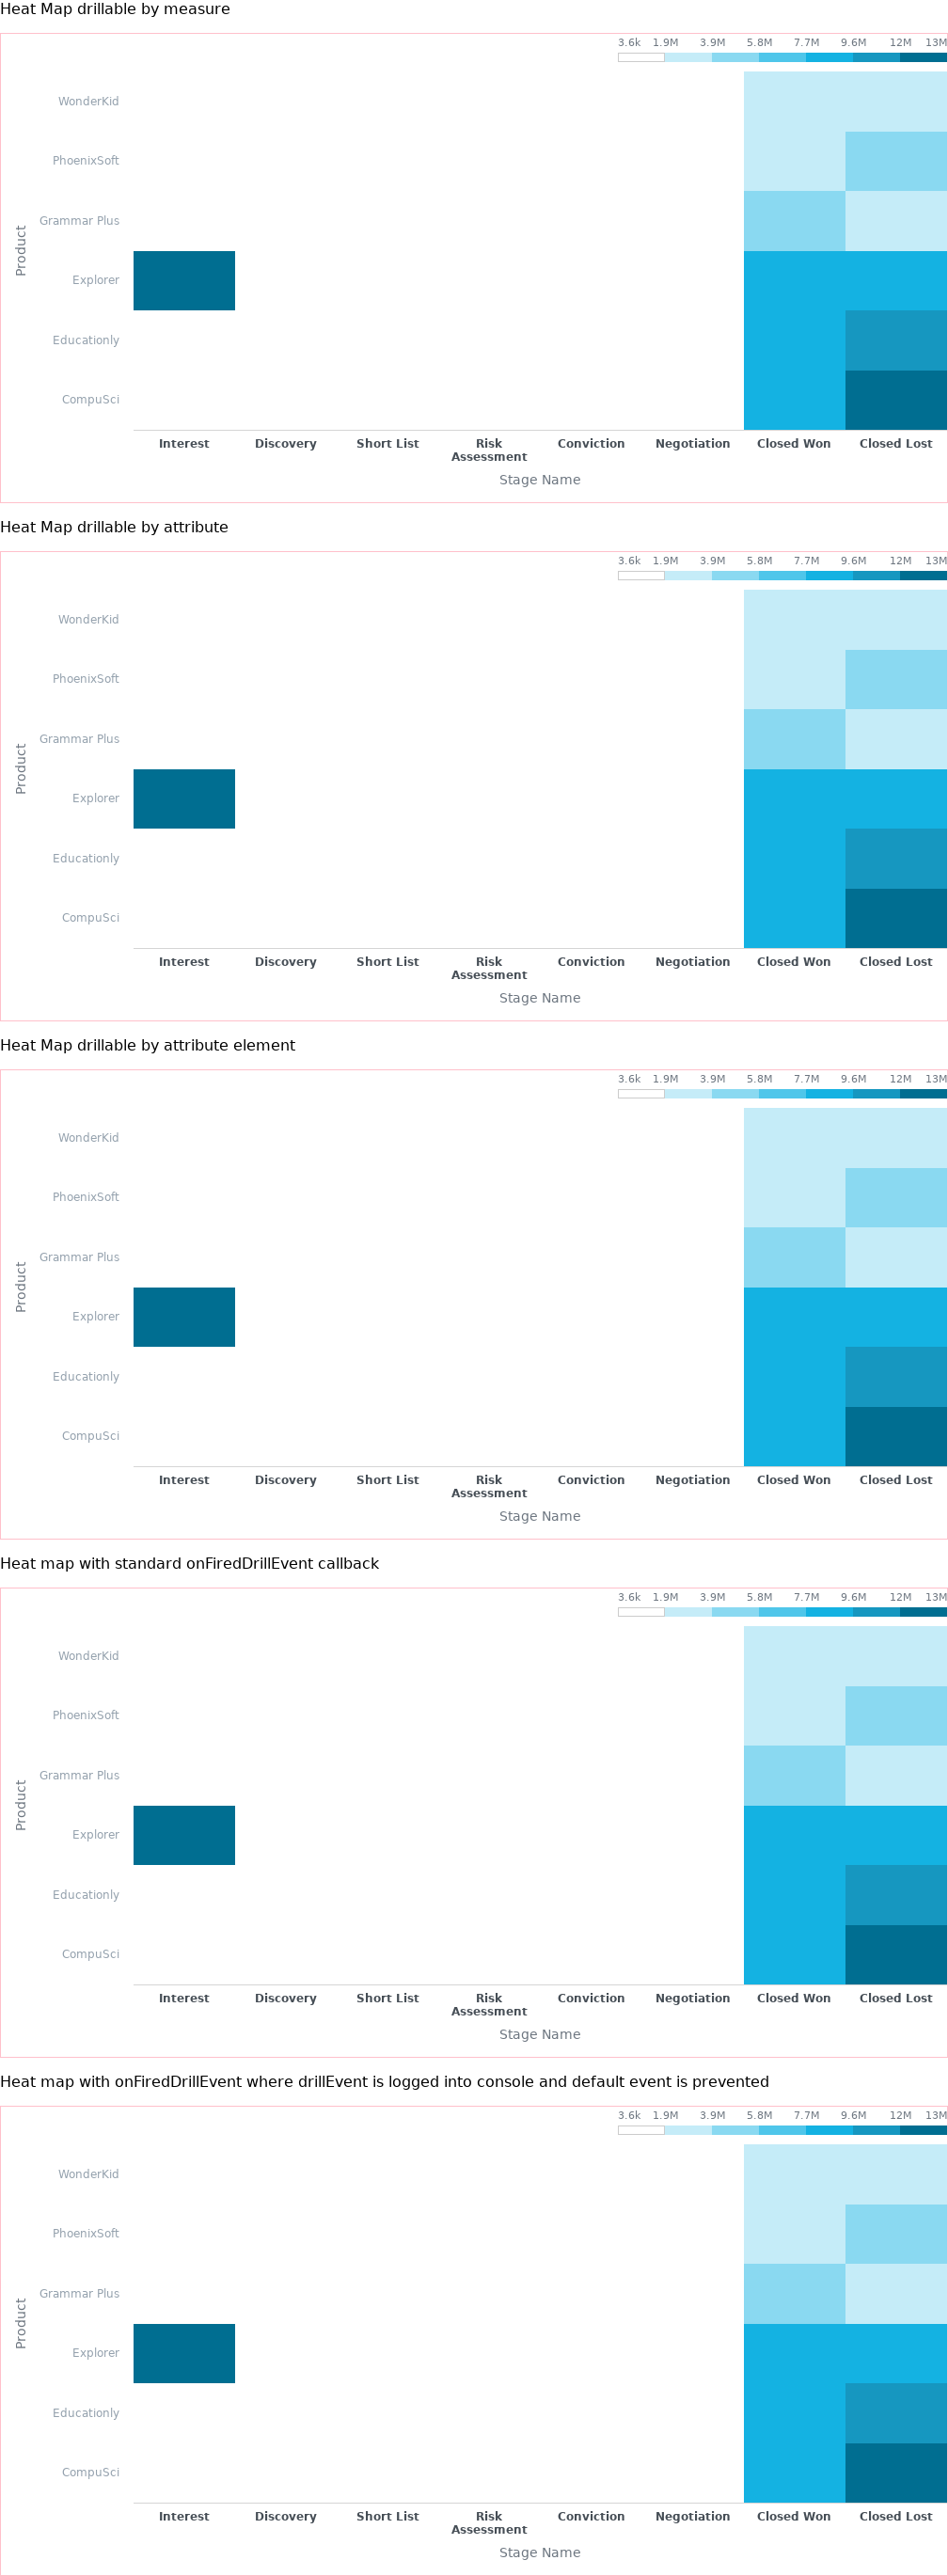 Heat Map drillable by measure
3.6k 1.9M 3.9M 5.8M 7.7M 9.6M 12M 13M
WonderKid
PhoenixSoft
Grammar Plus
Product
Explorer
Educationly
CompuSci
Interest Discovery Short List Risk Assessment Conviction Negotiation Closed Won Closed Lost
Stage Name
Heat Map drillable by attribute
3.6k 1.9M 3.9M 5.8M 7.7M 9.6M 12M 13M
WonderKid
PhoenixSoft
Grammar Plus
Product
Explorer
Educationly
CompuSci
Interest Discovery Short List Risk Assessment Conviction Negotiation Closed Won Closed Lost
Stage Name
Heat Map drillable by attribute element
3.6k 1.9M 3.9M 5.8M 7.7M 9.6M 12M 13M
WonderKid
PhoenixSoft
Grammar Plus
Product
Explorer
Educationly
CompuSci
Interest Discovery Short List Risk Assessment Conviction Negotiation Closed Won Closed Lost
Stage Name
Heat map with standard onFiredDrillEvent callback
3.6k 1.9M 3.9M 5.8M 7.7M 9.6M 12M 13M
WonderKid
PhoenixSoft
Grammar Plus
Product
Explorer
Educationly
CompuSci
Interest Discovery Short List Risk Assessment Conviction Negotiation Closed Won Closed Lost
Stage Name
Heat map with onFiredDrillEvent where drillEvent is logged into console and default event is prevented
3.6k 1.9M 3.9M 5.8M 7.7M 9.6M 12M 13M
WonderKid
PhoenixSoft
Grammar Plus
Product
Explorer
Educationly
CompuSci
Interest Discovery Short List Risk Assessment Conviction Negotiation Closed Won Closed Lost
Stage Name